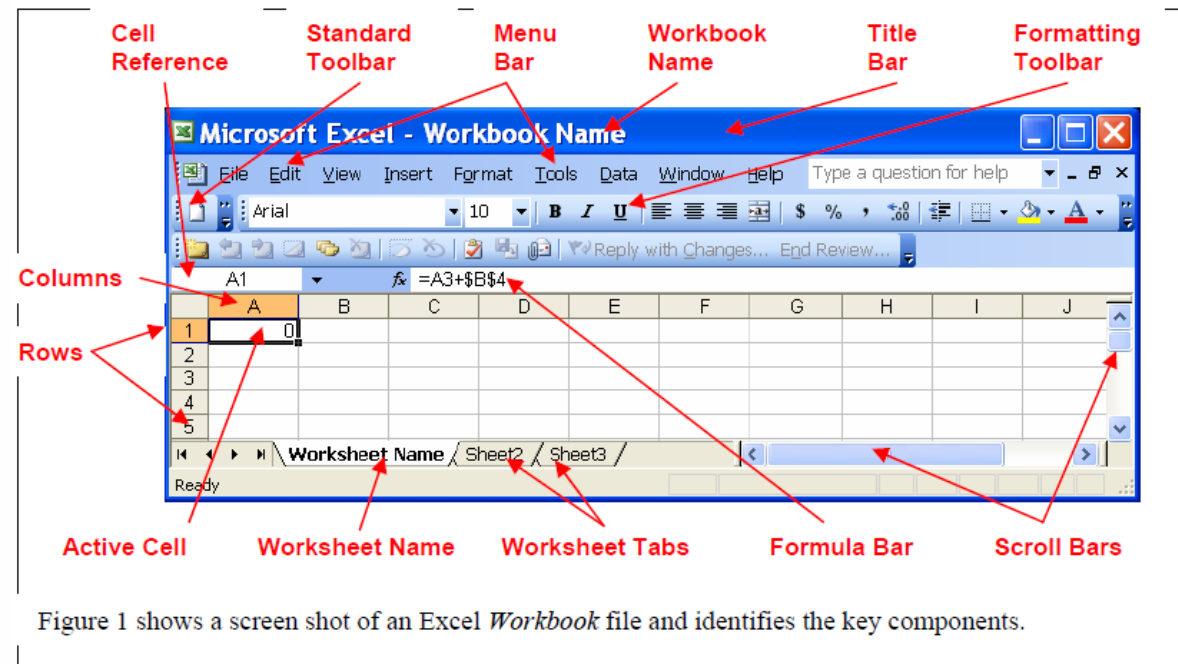 Cell Reference
Standard Toolbar
Menu Bar
Workbook Name
Title Bar
Formatting Toolbar
Microsoft Excel - Workbook Name
File Edit View Insert Format Tools Data Window Help Type a question for help
Arial 10 B I U $ % ,
Reply with Changes... End Review...
Columns
A1 fx =A3+$B$4
A B C D E F G H I J
1 0
Rows
2
3
4
5
Worksheet Name Sheet2 Sheet3
Ready
Active Cell
Worksheet Name
Worksheet Tabs
Formula Bar
Scroll Bars
Figure 1 shows a screen shot of an Excel Workbook file and identifies the key components.